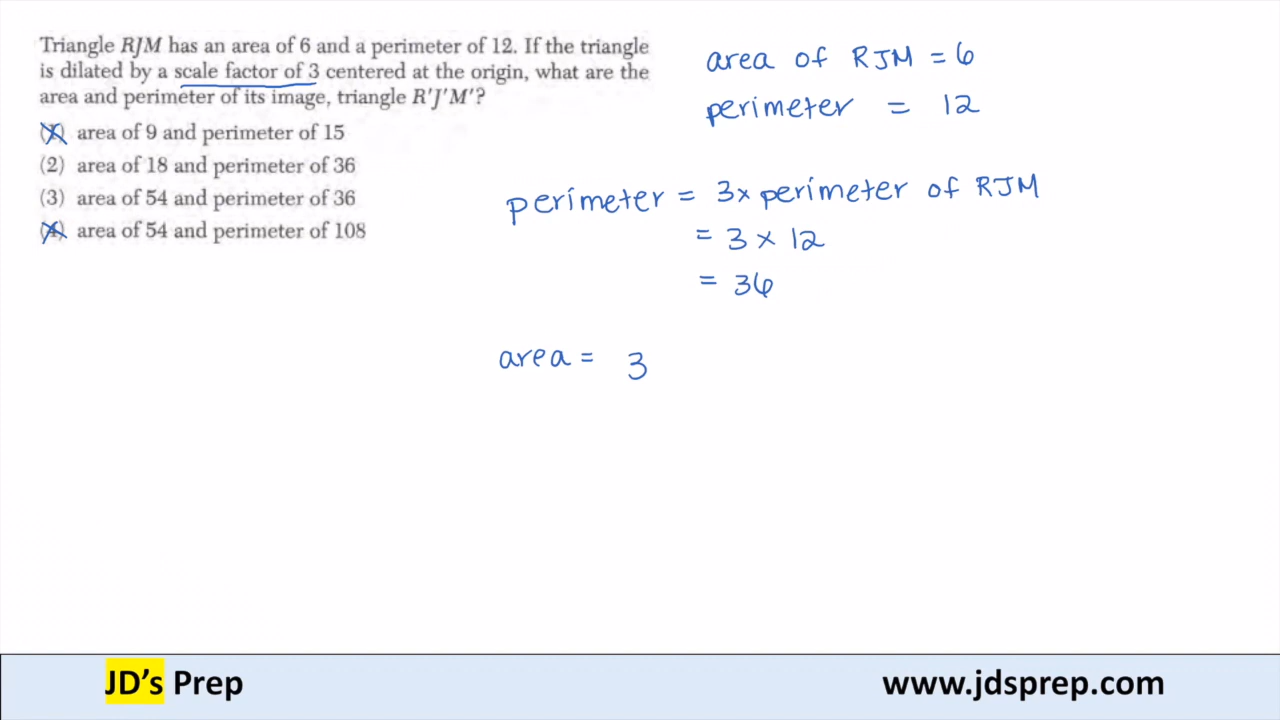 Triangle RJM has an area of 6 and a perimeter of 12. If the triangle
is dilated by a scale factor of 3 centered at the origin, what are the
area and perimeter of its image, triangle R'J'M'?
(1) area of 9 and perimeter of 15
(2) area of 18 and perimeter of 36
(3) area of 54 and perimeter of 36
(4) area of 54 and perimeter of 108
area of RJM = 6
perimeter = 12
perimeter = 3x perimeter of RJM
= 3 x 12
= 36
area = 3
JD's Prep
www.jdsprep.com